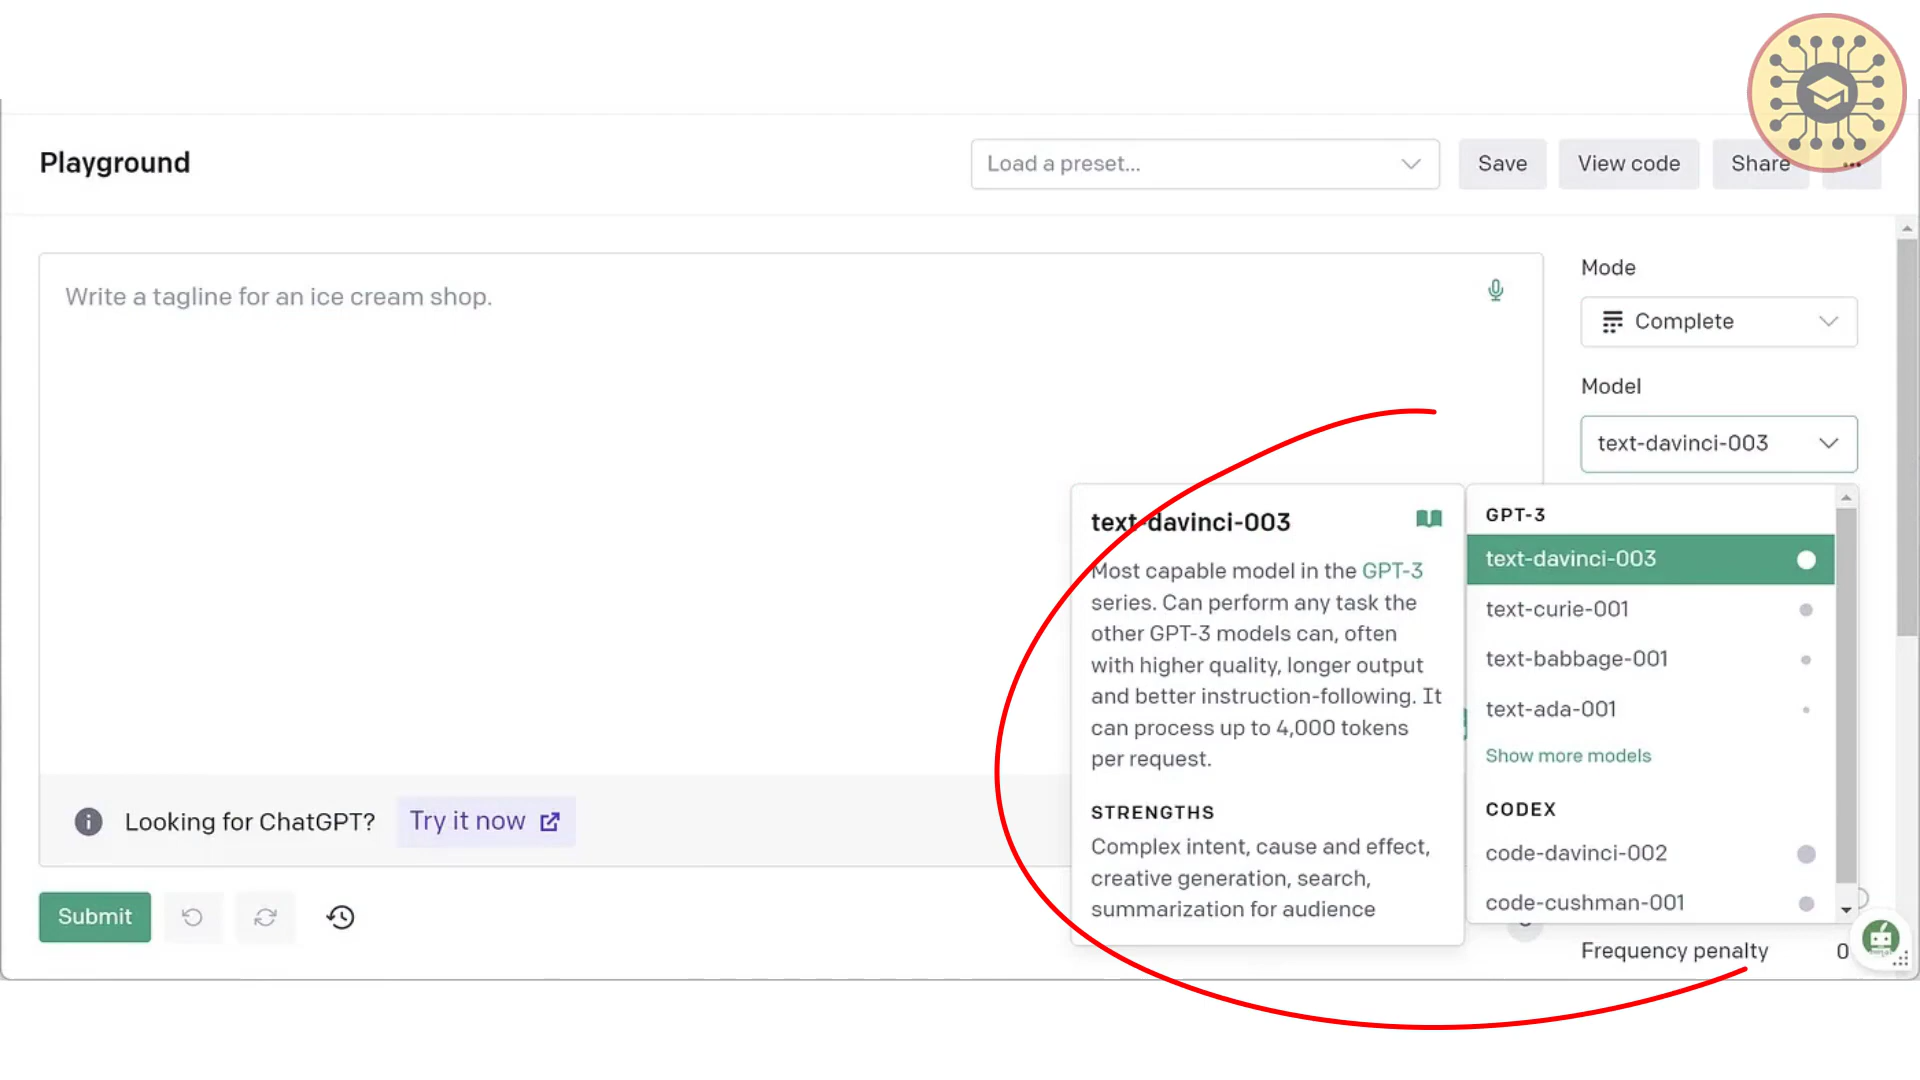 Playground
Load a preset...
Save
View code
Share
Write a tagline for an ice cream shop.
Mode
Complete
Model
text-davinci-003
text-davinci-003
Most capable model in the GPT-3
series. Can perform any task the
other GPT-3 models can, often
with higher quality, longer output
and better instruction-following. It
can process up to 4,000 tokens
per request.
STRENGTHS
Complex intent, cause and effect,
creative generation, search,
summarization for audience
GPT-3
text-davinci-003
text-curie-001
text-babbage-001
text-ada-001
Show more models
CODEX
code-davinci-002
code-cushman-001
Looking for ChatGPT?
Try it now
Submit
Frequency penalty
0